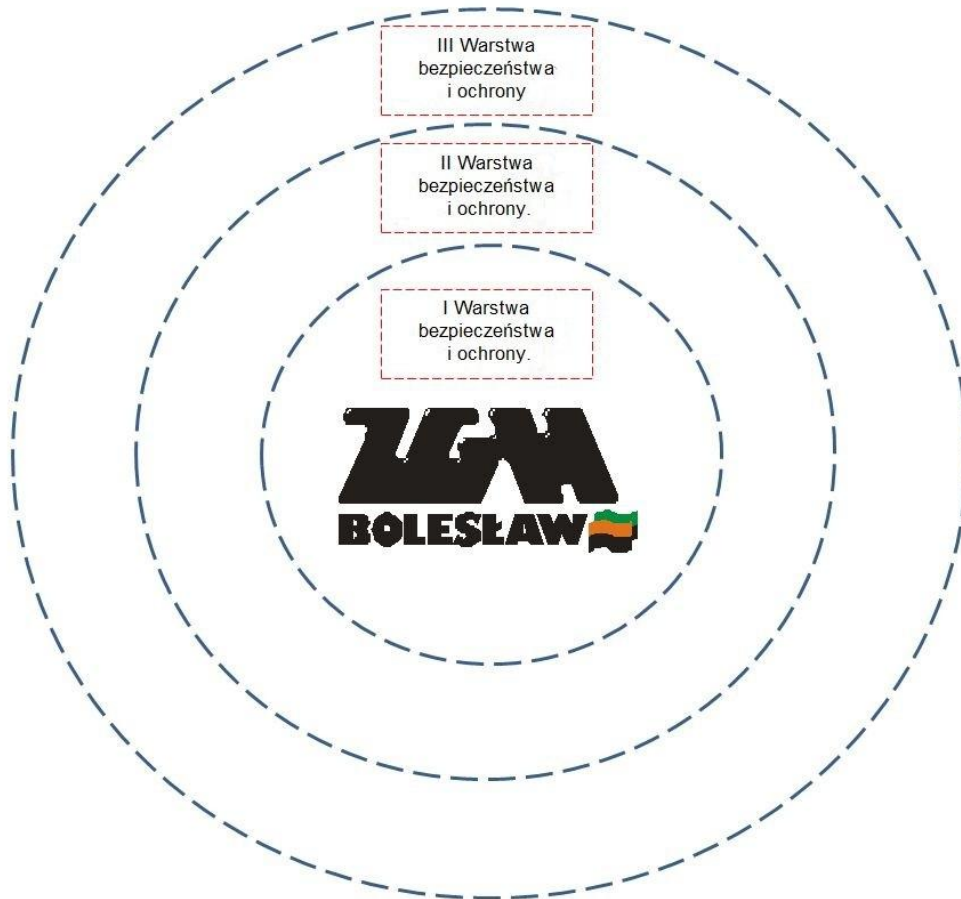 III Warstwa
bezpieczeństwa
i ochrony
II Warstwa
bezpieczeństwa
i ochrony.
I Warstwa
bezpieczeństwa
i ochrony.
ZGH
BOLESŁAW